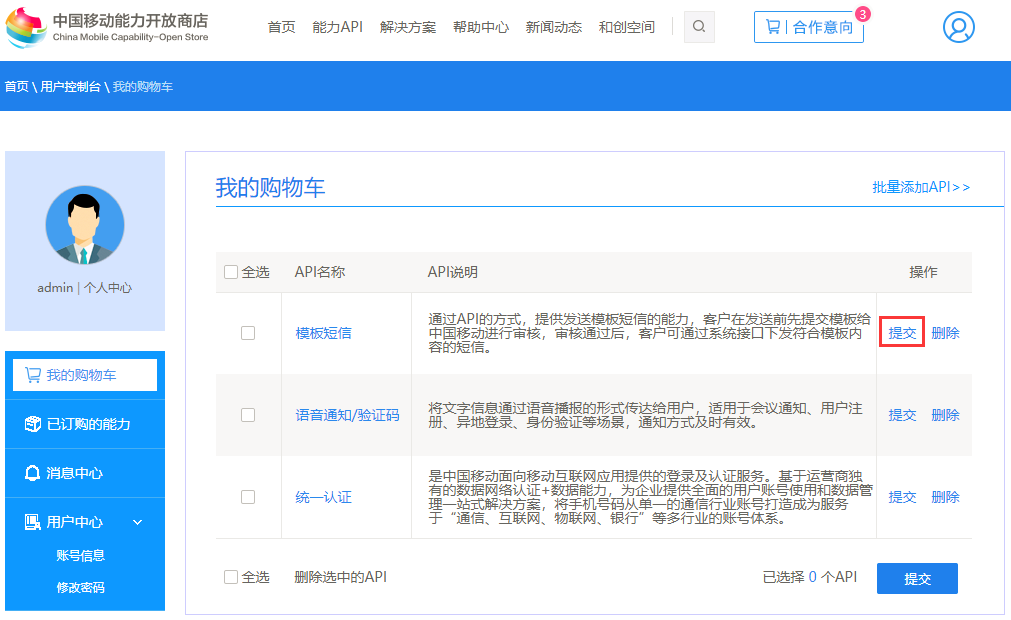 中国移动能力开放商店
China Mobile Capability-Open Store
首页 能力API 解决方案 帮助中心 新闻动态 和创空间
合作意向
3
首页 \ 用户控制台 \ 我的购物车
admin | 个人中心
我的购物车
已订购的能力
消息中心
用户中心
账号信息
修改密码
我的购物车
批量添加API>>
全选 API名称 API说明 操作
模板短信
通过API的方式，提供发送模板短信的能力，客户在发送前先提交模板给
中国移动进行审核，审核通过后，客户可通过系统接口下发符合模板内
容的短信。
提交 删除
语音通知/验证码
将文字信息通过语音播报的形式传达给用户，适用于会议通知、用户注
册、异地登录、身份验证等场景，通知方式及时有效。
提交 删除
统一认证
是中国移动面向移动互联网应用提供的登录及认证服务。基于运营商独
有的数据网络认证+数据能力，为企业提供全面的用户账号使用和数据管
理一站式解决方案，将手机号码从单一的通信行业账号打造成为服务
于“通信、互联网、物联网、银行”等多行业的账号体系。
提交 删除
全选 删除选中的API 已选择 0 个API 提交